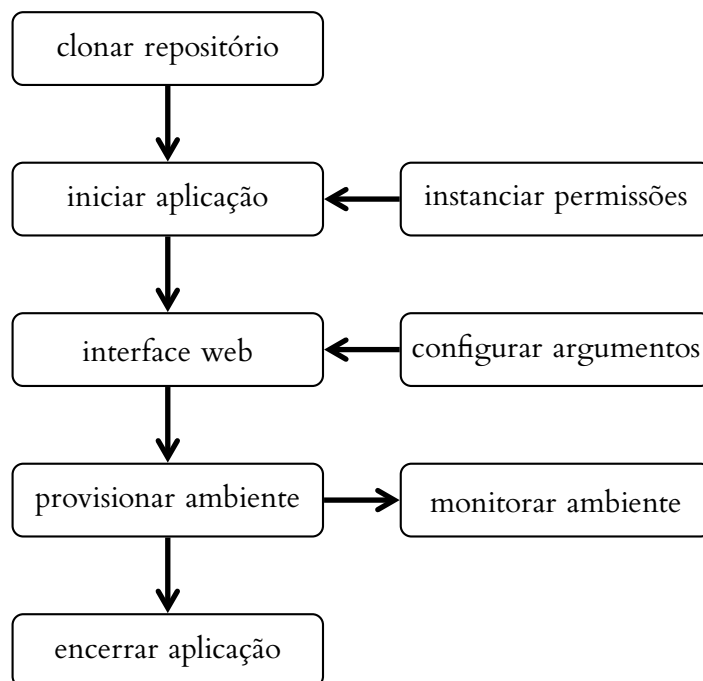 clonar repositório
iniciar aplicação
instanciar permissões
interface web
configurar argumentos
provisionar ambiente
monitorar ambiente
encerrar aplicação